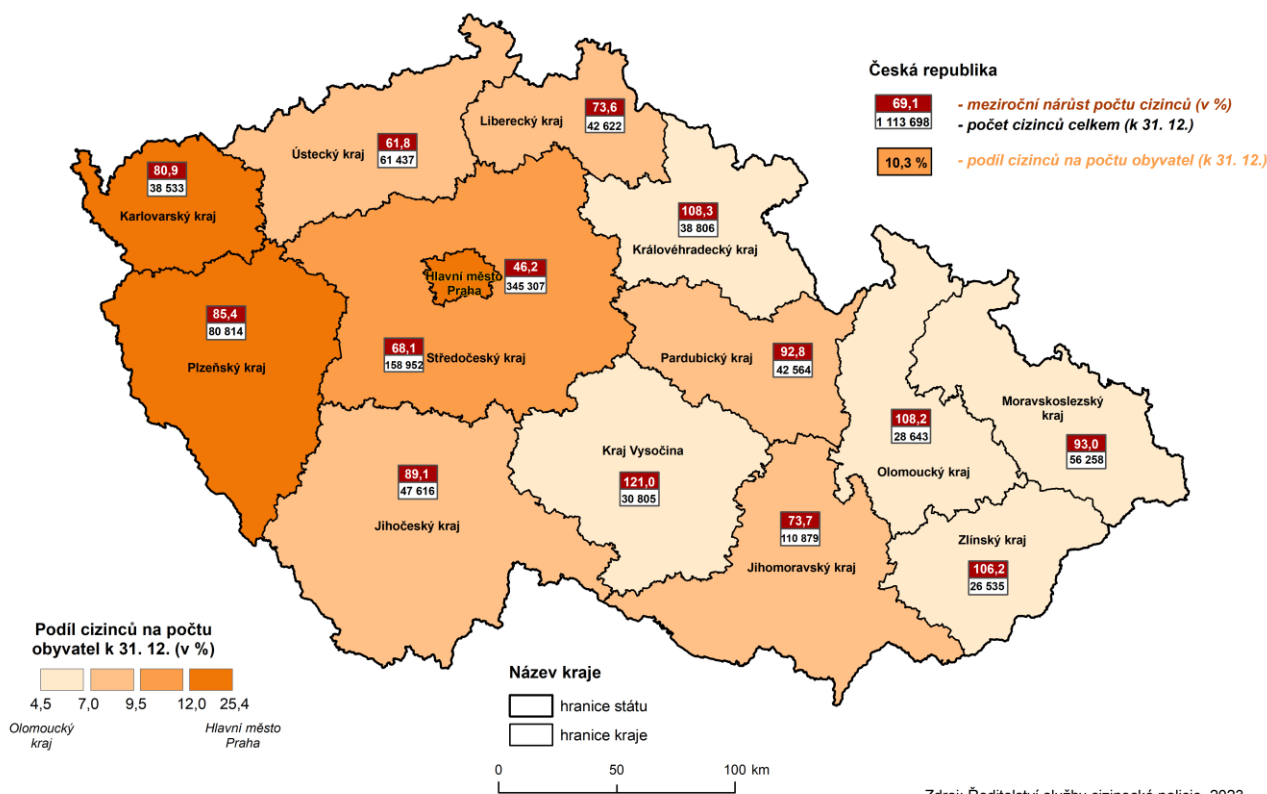 Česká republika
69,1
- meziroční nárůst počtu cizinců (v %)
1 113 698
- počet cizinců celkem (k 31. 12.)
10,3 %
- podíl cizinců na počtu obyvatel (k 31. 12.)
73,6
42 622
Liberecký kraj
61,8
61 437
Ústecký kraj
80,9
38 533
Karlovarský kraj
108,3
38 806
Královéhradecký kraj
46,2
345 307
Hlavní město
Praha
85,4
80 814
Plzeňský kraj
68,1
158 952
Středočeský kraj
92,8
42 564
Pardubický kraj
Moravskoslezský
kraj
93,0
56 258
108,2
28 643
Olomoucký kraj
Kraj Vysočina
121,0
30 805
89,1
47 616
Jihočeský kraj
73,7
110 879
Jihomoravský kraj
Zlínský kraj
106,2
26 535
Podíl cizinců na počtu
obyvatel k 31. 12. (v %)
4,5 7,0 9,5 12,0 25,4
Olomoucký
kraj
Hlavní město
Praha
Název kraje
hranice státu
hranice kraje
0 50 100 km
Zdroj: Ředitelství služby cizinecké policie, 2023